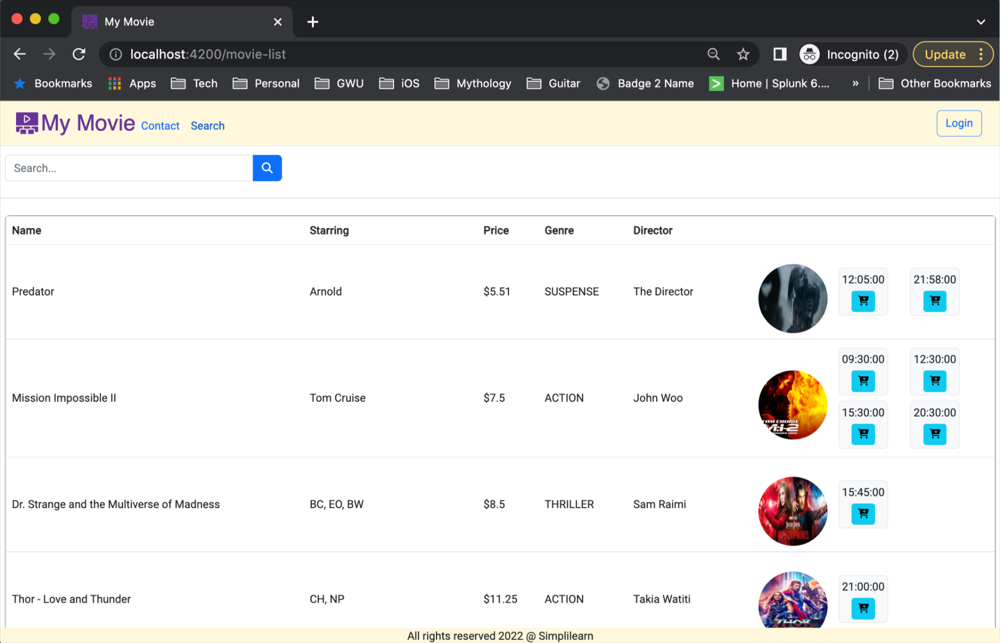 My Movie
localhost:4200/movie-list
Incognito (2)
Update
Bookmarks Apps Tech Personal GWU iOS Mythology Guitar Badge 2 Name Home | Splunk 6.... » Other Bookmarks
My Movie Contact Search Login
Search...
Name Starring Price Genre Director
12:05:00 21:58:00
Predator Arnold $5.51 SUSPENSE The Director
09:30:00 12:30:00
Mission Impossible II Tom Cruise $7.5 ACTION John Woo
15:30:00 20:30:00
TOM CRUISE
M:I-2
15:45:00
Dr. Strange and the Multiverse of Madness BC, EO, BW $8.5 THRILLER Sam Raimi
21:00:00
Thor - Love and Thunder CH, NP $11.25 ACTION Takia Watiti
THOR
All rights reserved 2022 @ Simplilearn